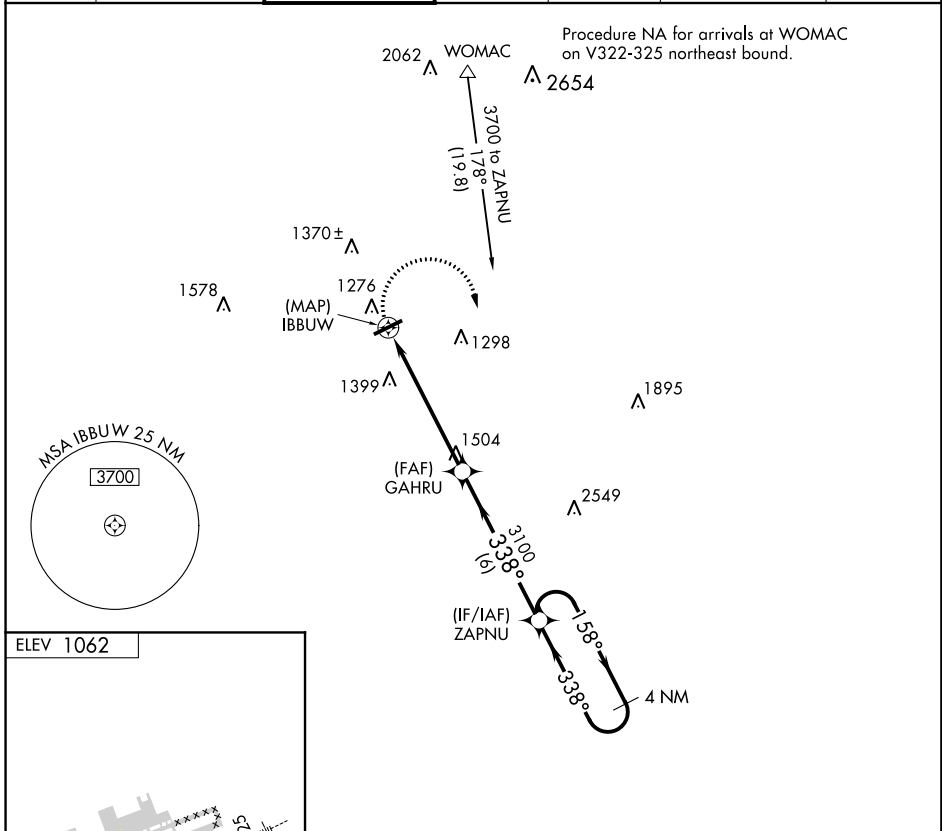 Procedure NA for arrivals at WOMAC
on V322-325 northeast bound.
2062
WOMAC
2654
3700 to ZAPNU
178°
(19.8)
1370±
1578
1276
(MAP)
IBBUW
1298
1399
1895
MSA IBBUW 25 NM
3700
1504
(FAF)
GAHRU
2549
3100
338°
(6)
(IF/IAF)
ZAPNU
158°
338°
4 NM
ELEV 1062
25